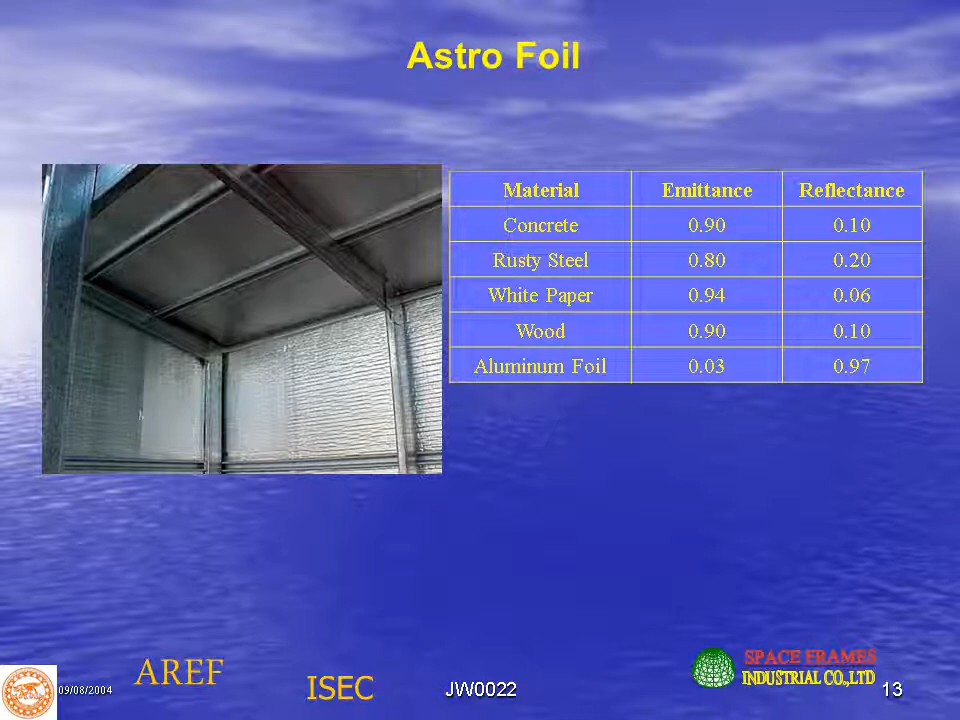 Astro Foil
Material Emittance Reflectance
Concrete 0.90 0.10
Rusty Steel 0.80 0.20
White Paper 0.94 0.06
Wood 0.90 0.10
Aluminum Foil 0.03 0.97
09/08/2004
AREF
ISEC
JW0022
SPACE FRAMES
INDUSTRIAL CO.,LTD
13